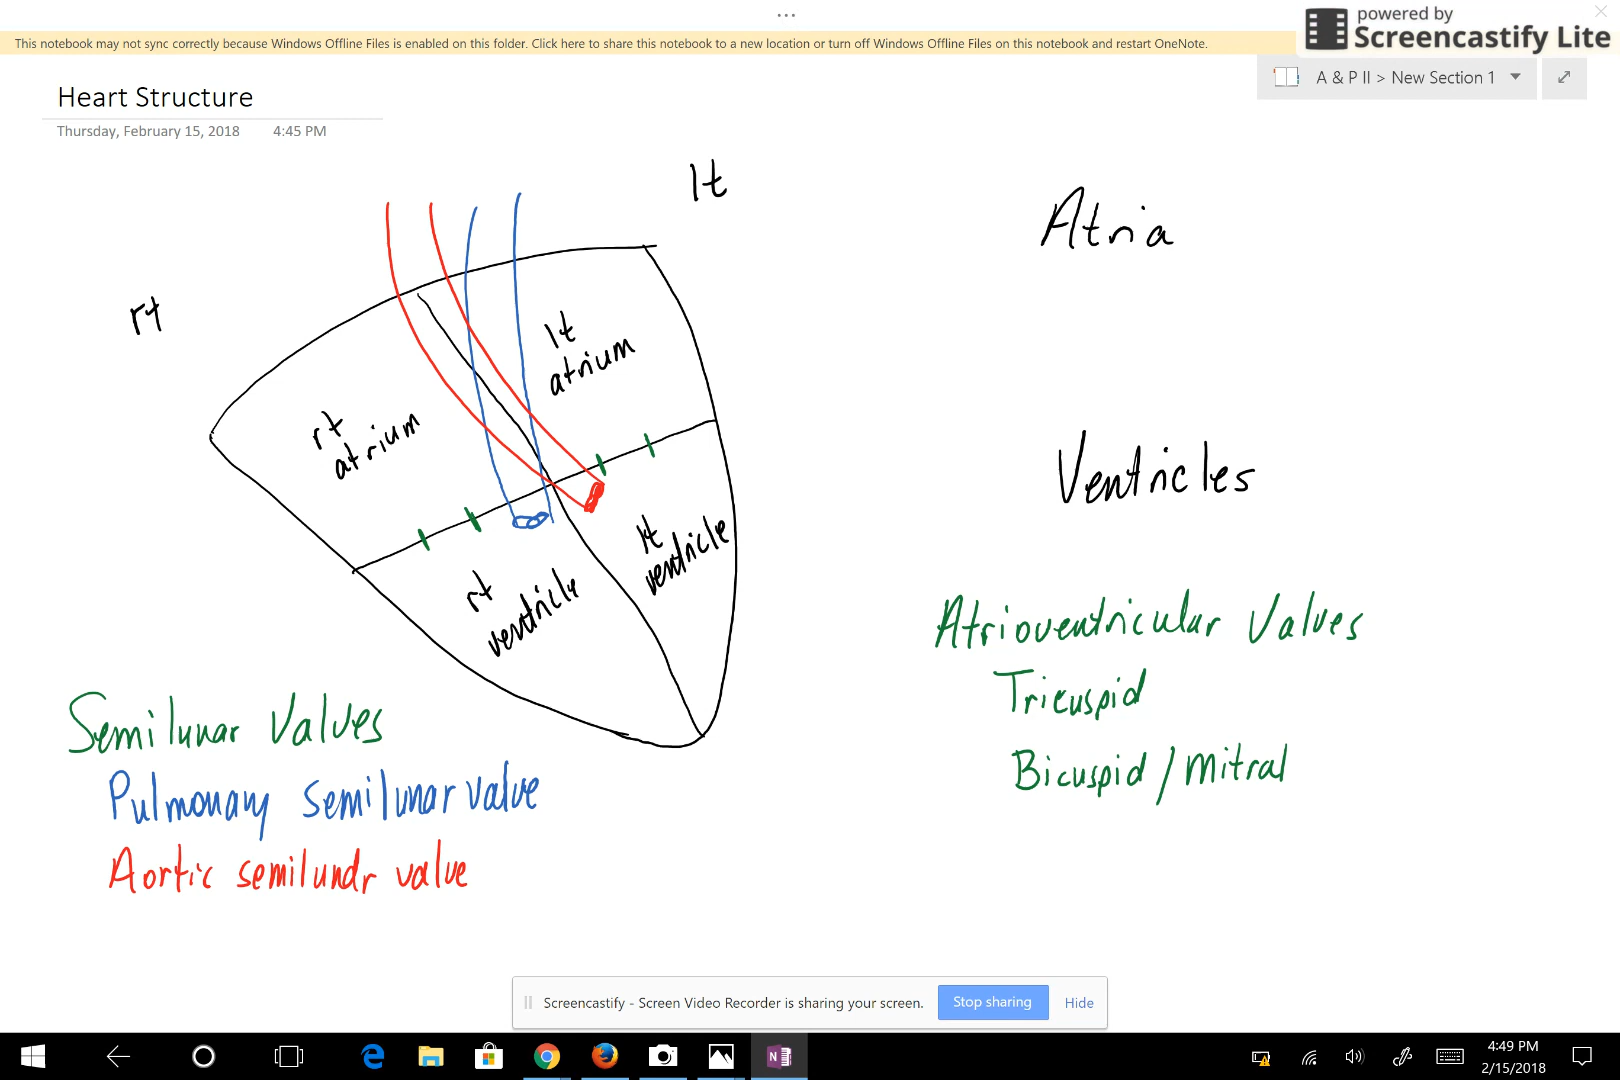 powered by
Screencastify Lite
This notebook may not sync correctly because Windows Offline Files is enabled on this folder. Click here to share this notebook to a new location or turn off Windows Offline Files on this notebook and restart OneNote.
A & P II > New Section 1
Heart Structure
Thursday, February 15, 2018 4:45 PM
lt
rt
Atria
lt
atrium
rt
atrium
Ventricles
lt
ventricle
rt
ventricle
Atrioventricular Valves
Tricuspid
Bicuspid / Mitral
Semilunar Valves
Pulmonary semilunar valve
Aortic semilunar valve
Screencastify - Screen Video Recorder is sharing your screen.
Stop sharing
Hide
4:49 PM
2/15/2018